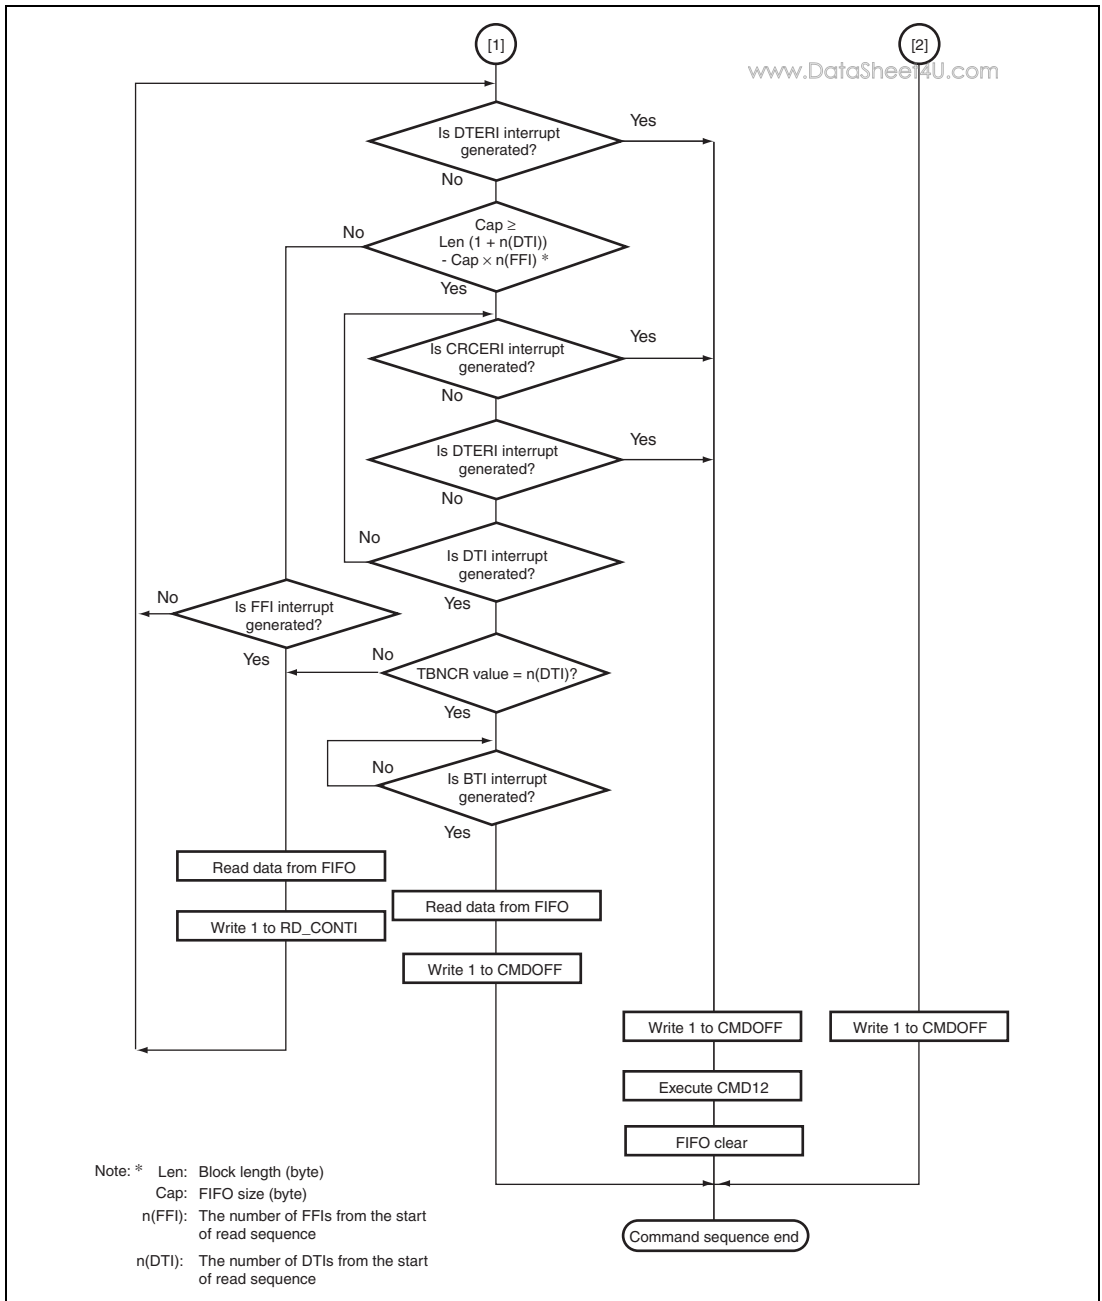 [1]
[2]
www.DataSheet4U.com
Is DTERI interrupt
generated?
Yes
No
Cap ≥
Len (1 + n(DTI))
- Cap × n(FFI) *
No
Yes
Is CRCERI interrupt
generated?
Yes
No
Is DTERI interrupt
generated?
Yes
No
Is DTI interrupt
generated?
No
Yes
Is FFI interrupt
generated?
No
Yes
TBNCR value = n(DTI)?
No
Yes
Is BTI interrupt
generated?
No
Yes
Read data from FIFO
Write 1 to RD_CONTI
Read data from FIFO
Write 1 to CMDOFF
Write 1 to CMDOFF
Write 1 to CMDOFF
Execute CMD12
FIFO clear
Command sequence end
Note: * Len: Block length (byte)
Cap: FIFO size (byte)
n(FFI): The number of FFIs from the start
of read sequence
n(DTI): The number of DTIs from the start
of read sequence